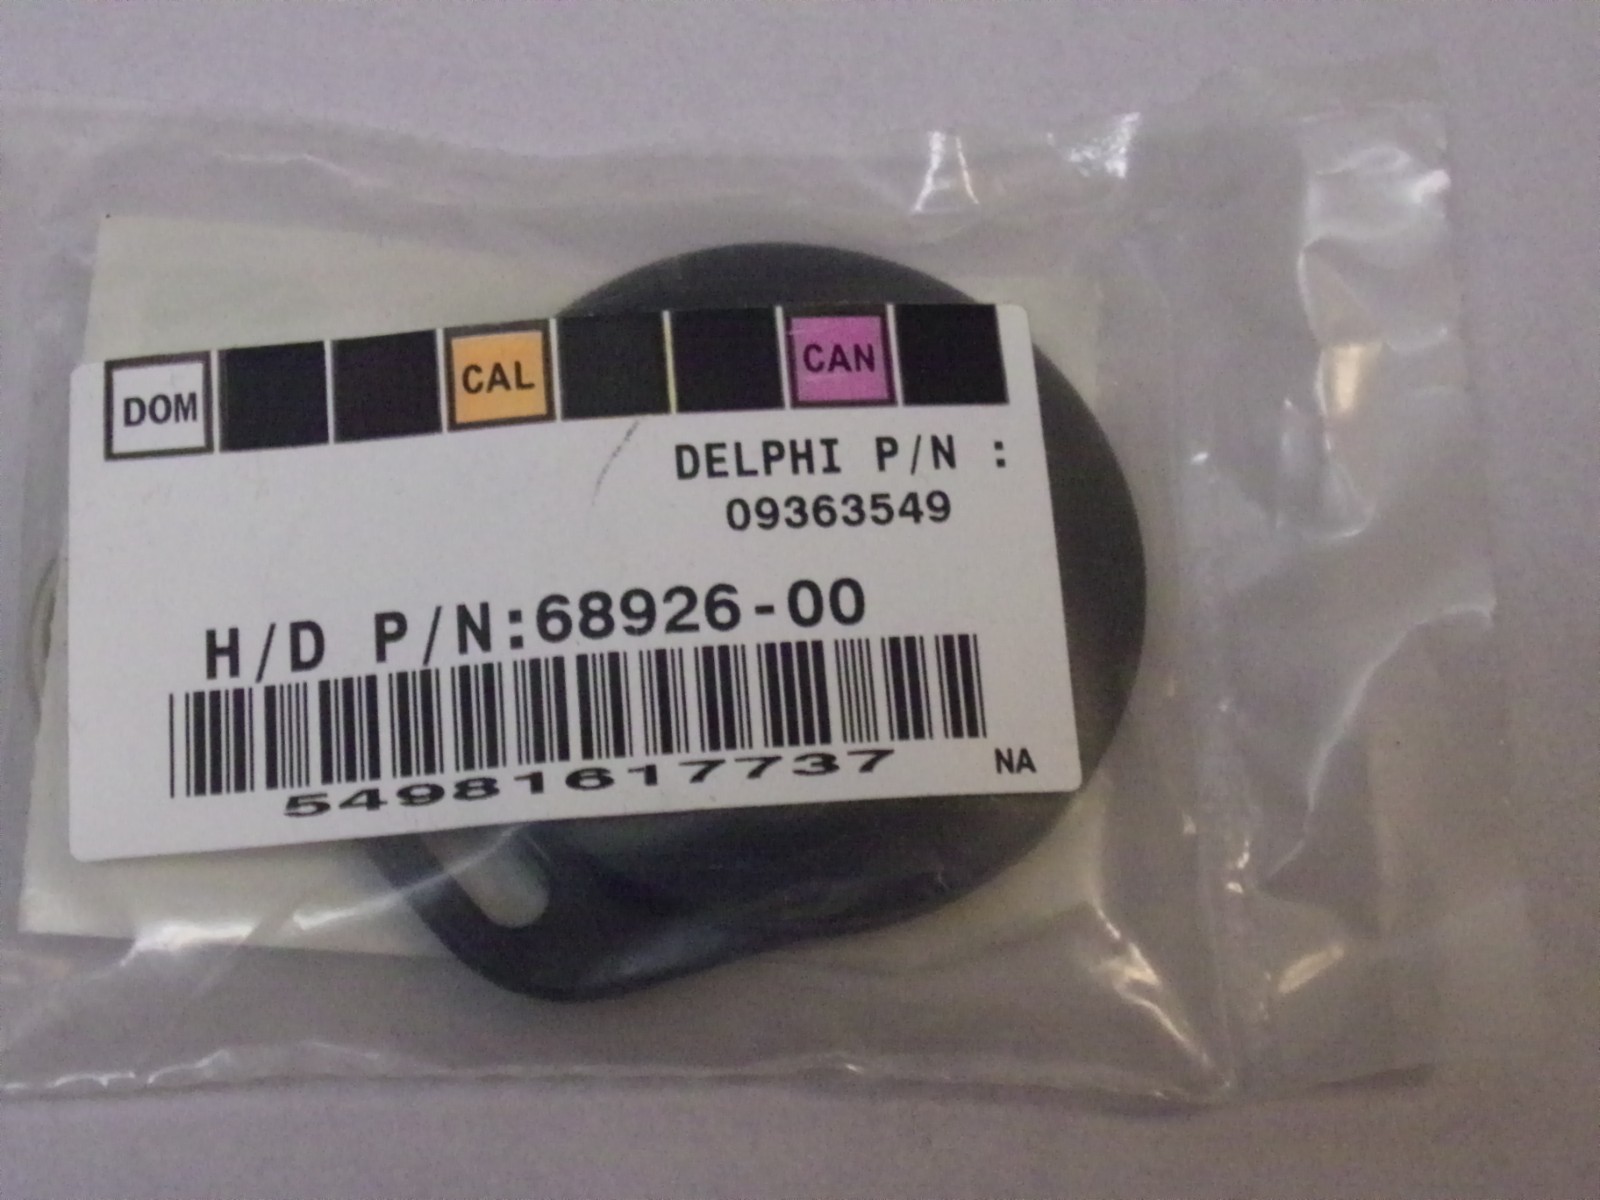 DOM CAL CAN
DELPHI P/N :
09363549
H/D P/N:68926-00
54981617737
NA